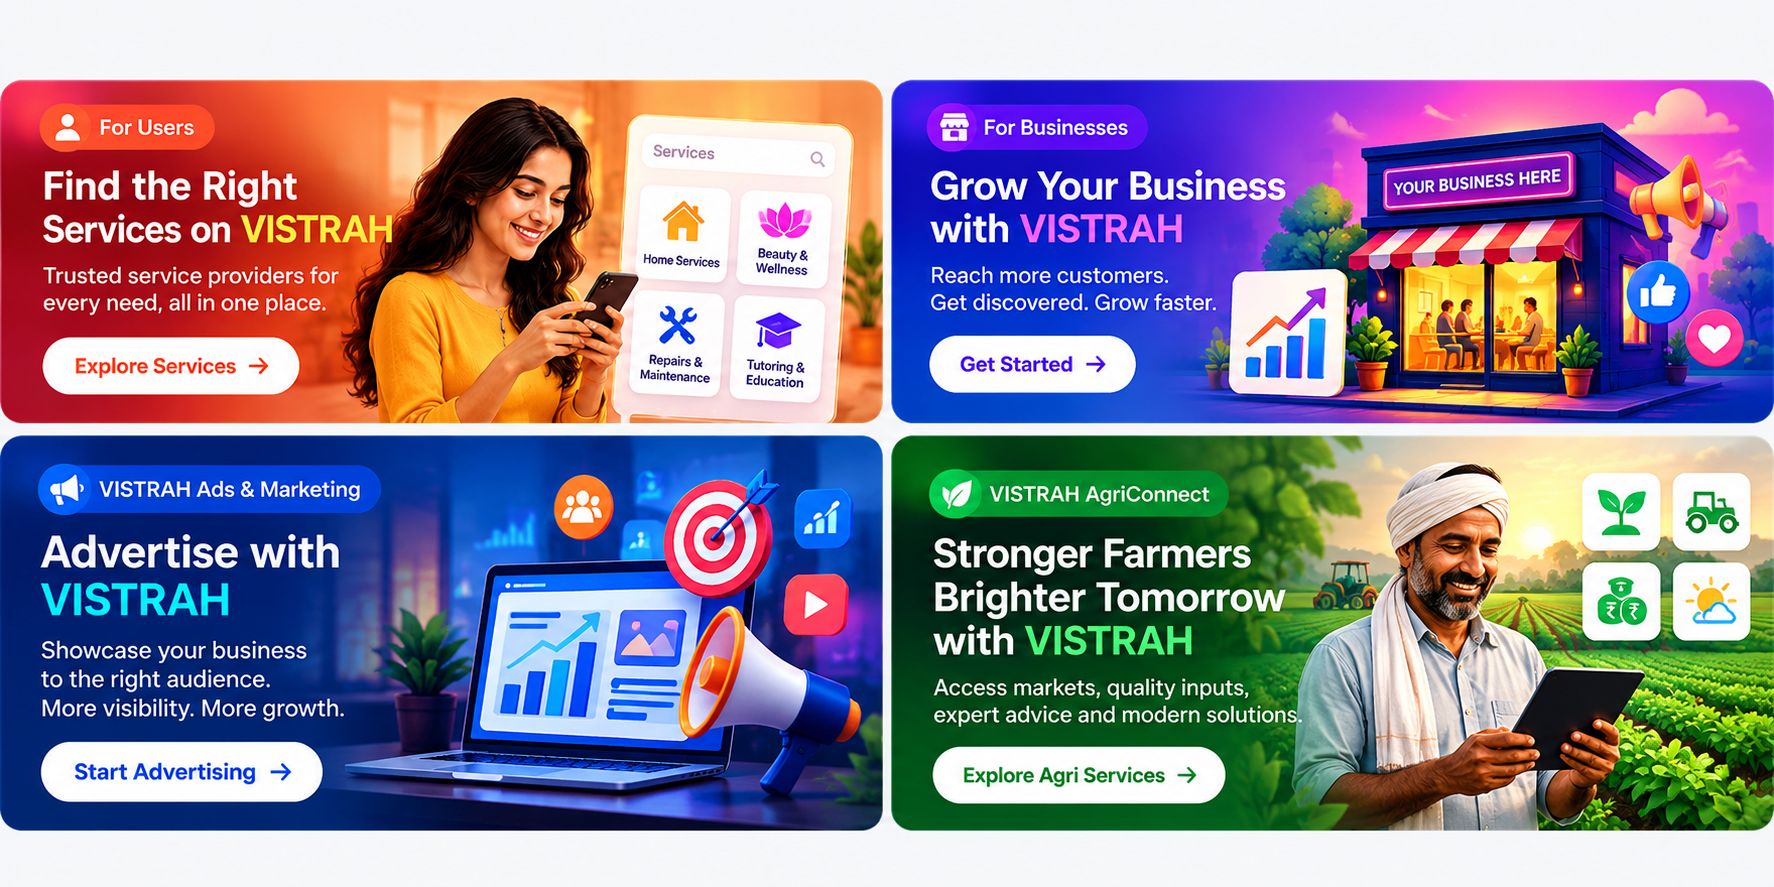 For Users
Find the Right
Services on VISTRAH
Trusted service providers for
every need, all in one place.
Explore Services →
Services
Home Services
Beauty &
Wellness
Repairs &
Maintenance
Tutoring &
Education
For Businesses
Grow Your Business
with VISTRAH
Reach more customers.
Get discovered. Grow faster.
Get Started →
YOUR BUSINESS HERE
VISTRAH Ads & Marketing
Advertise with
VISTRAH
Showcase your business
to the right audience.
More visibility. More growth.
Start Advertising →
VISTRAH AgriConnect
Stronger Farmers
Brighter Tomorrow
with VISTRAH
Access markets, quality inputs,
expert advice and modern solutions.
Explore Agri Services →
₹ ₹